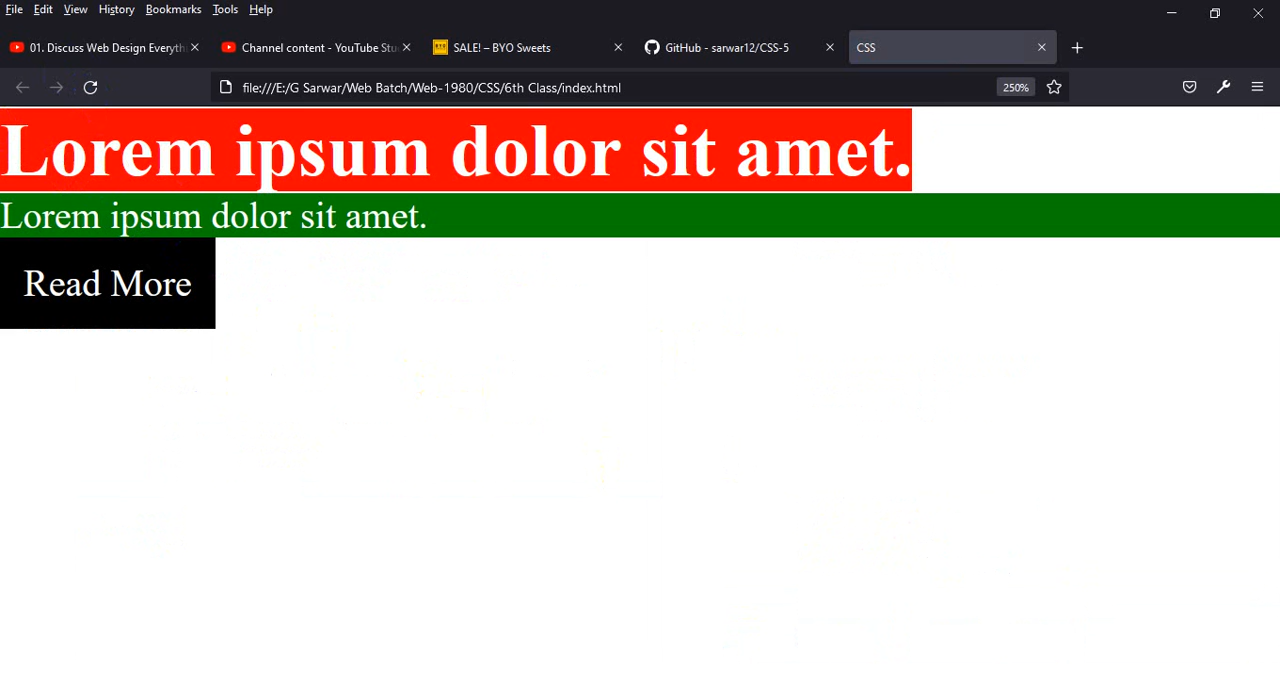 File Edit View History Bookmarks Tools Help
01. Discuss Web Design Everyth
Channel content - YouTube Stu
SALE! – BYO Sweets
GitHub - sarwar12/CSS-5
CSS
file:///E:/G Sarwar/Web Batch/Web-1980/CSS/6th Class/index.html
250%
Lorem ipsum dolor sit amet.
Lorem ipsum dolor sit amet.
Read More